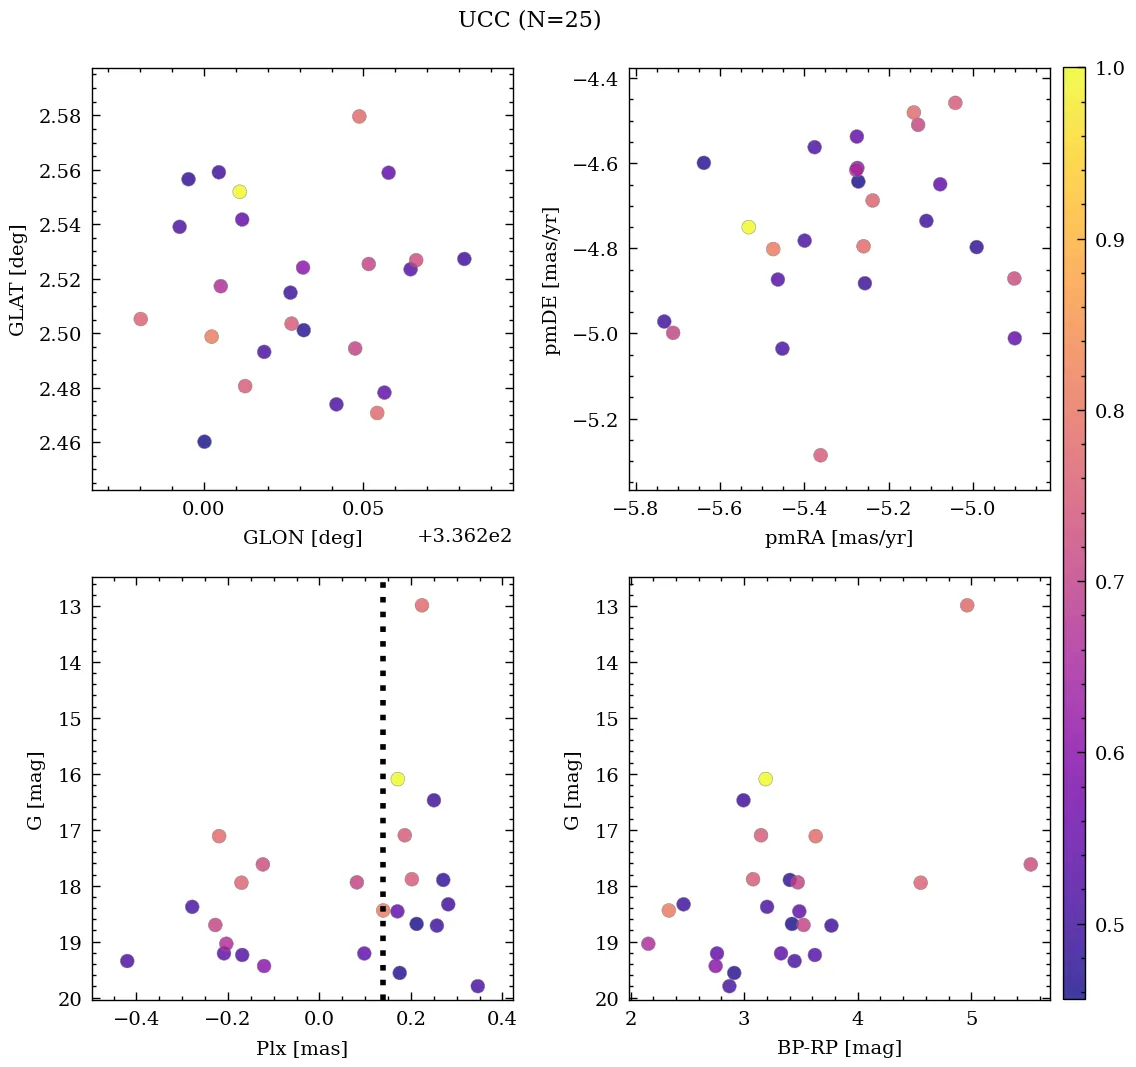 UCC (N=25)
2.58
2.56
2.54
2.52
2.50
2.48
2.46
GLAT [deg]
0.00 0.05
GLON [deg] +3.362e2
−4.4
−4.6
−4.8
−5.0
−5.2
pmDE [mas/yr]
−5.8 −5.6 −5.4 −5.2 −5.0
pmRA [mas/yr]
13
14
15
16
17
18
19
20
G [mag]
−0.4 −0.2 0.0 0.2 0.4
Plx [mas]
13
14
15
16
17
18
19
20
G [mag]
2 3 4 5
BP-RP [mag]
1.0
0.9
0.8
0.7
0.6
0.5